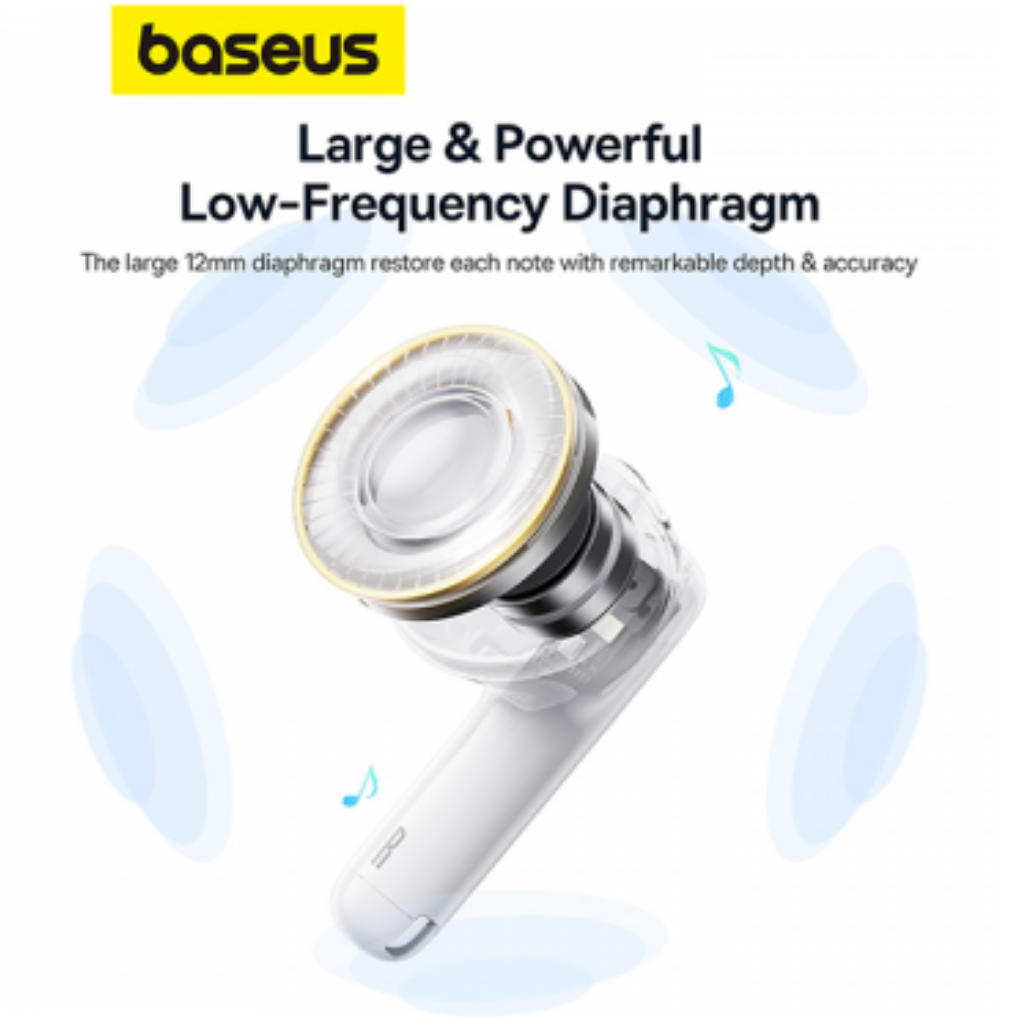 baseus
Large & Powerful
Low-Frequency Diaphragm
The large 12mm diaphragm restore each note with remarkable depth & accuracy
R